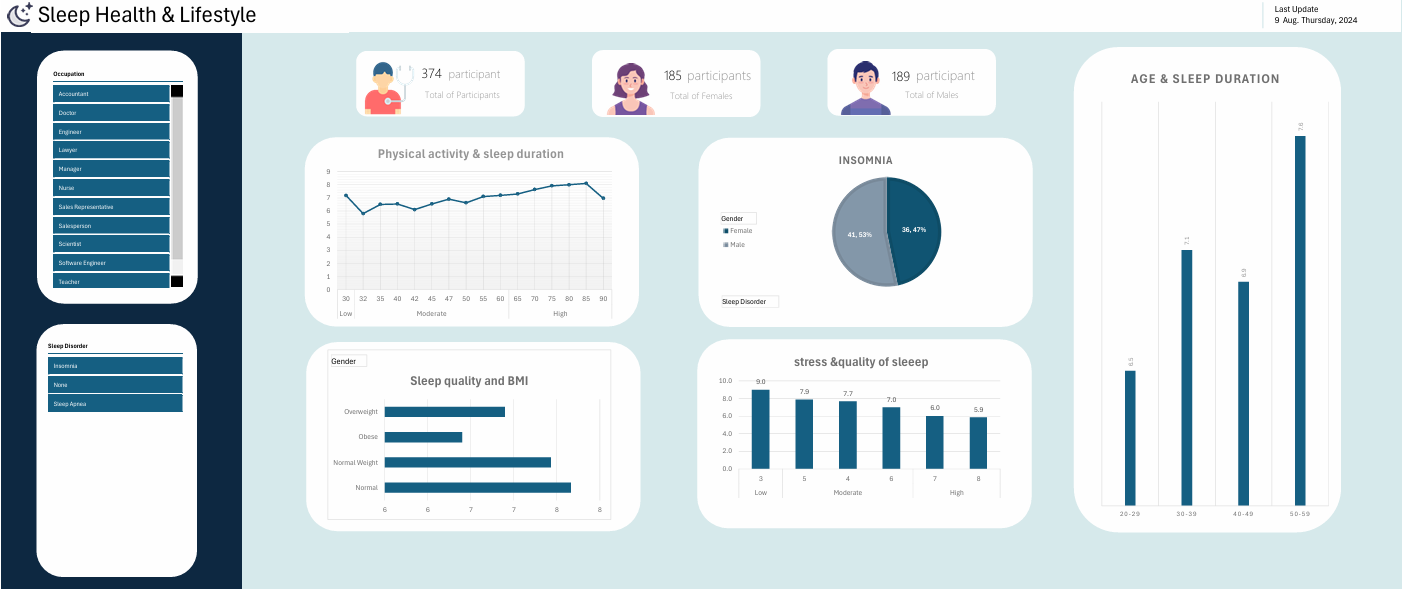 Sleep Health & Lifestyle
Last Update
9 Aug. Thursday, 2024
Occupation
Accountant
Doctor
Engineer
Lawyer
Manager
Nurse
Sales Representative
Salesperson
Scientist
Software Engineer
Teacher
Sleep Disorder
Insomnia
None
Sleep Apnea
374 participant
Total of Participants
185 participants
Total of Females
189 participant
Total of Males
Physical activity & sleep duration
9
8
7
6
5
4
3
2
1
0
30 32 35 40 42 45 47 50 55 60 65 70 75 80 85 90
Low Moderate High
INSOMNIA
Gender
Female
Male
41, 53%
36, 47%
Sleep Disorder
Gender
Sleep quality and BMI
Overweight
Obese
Normal Weight
Normal
6 6 7 7 8 8
stress &quality of sleeep
10.0
8.0
6.0
4.0
2.0
0.0
9.0 7.9 7.7 7.0 6.0 5.9
3 5 4 6 7 8
Low Moderate High
AGE & SLEEP DURATION
6.5
7.1
6.9
7.6
20-29 30-39 40-49 50-59